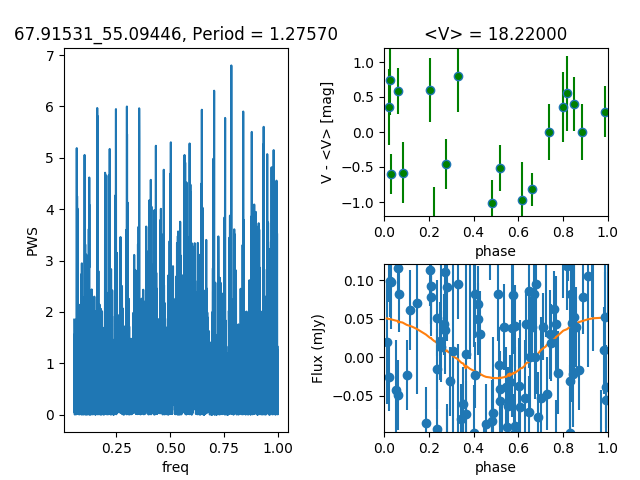 67.91531_55.09446, Period = 1.27570
<V> = 18.22000
7
6
5
4
3
2
1
0
PWS
0.25 0.50 0.75 1.00
freq
1.0
0.5
0.0
−0.5
−1.0
V - <V> [mag]
0.0 0.2 0.4 0.6 0.8 1.0
phase
0.10
0.05
0.00
−0.05
Flux (mJy)
0.0 0.2 0.4 0.6 0.8 1.0
phase